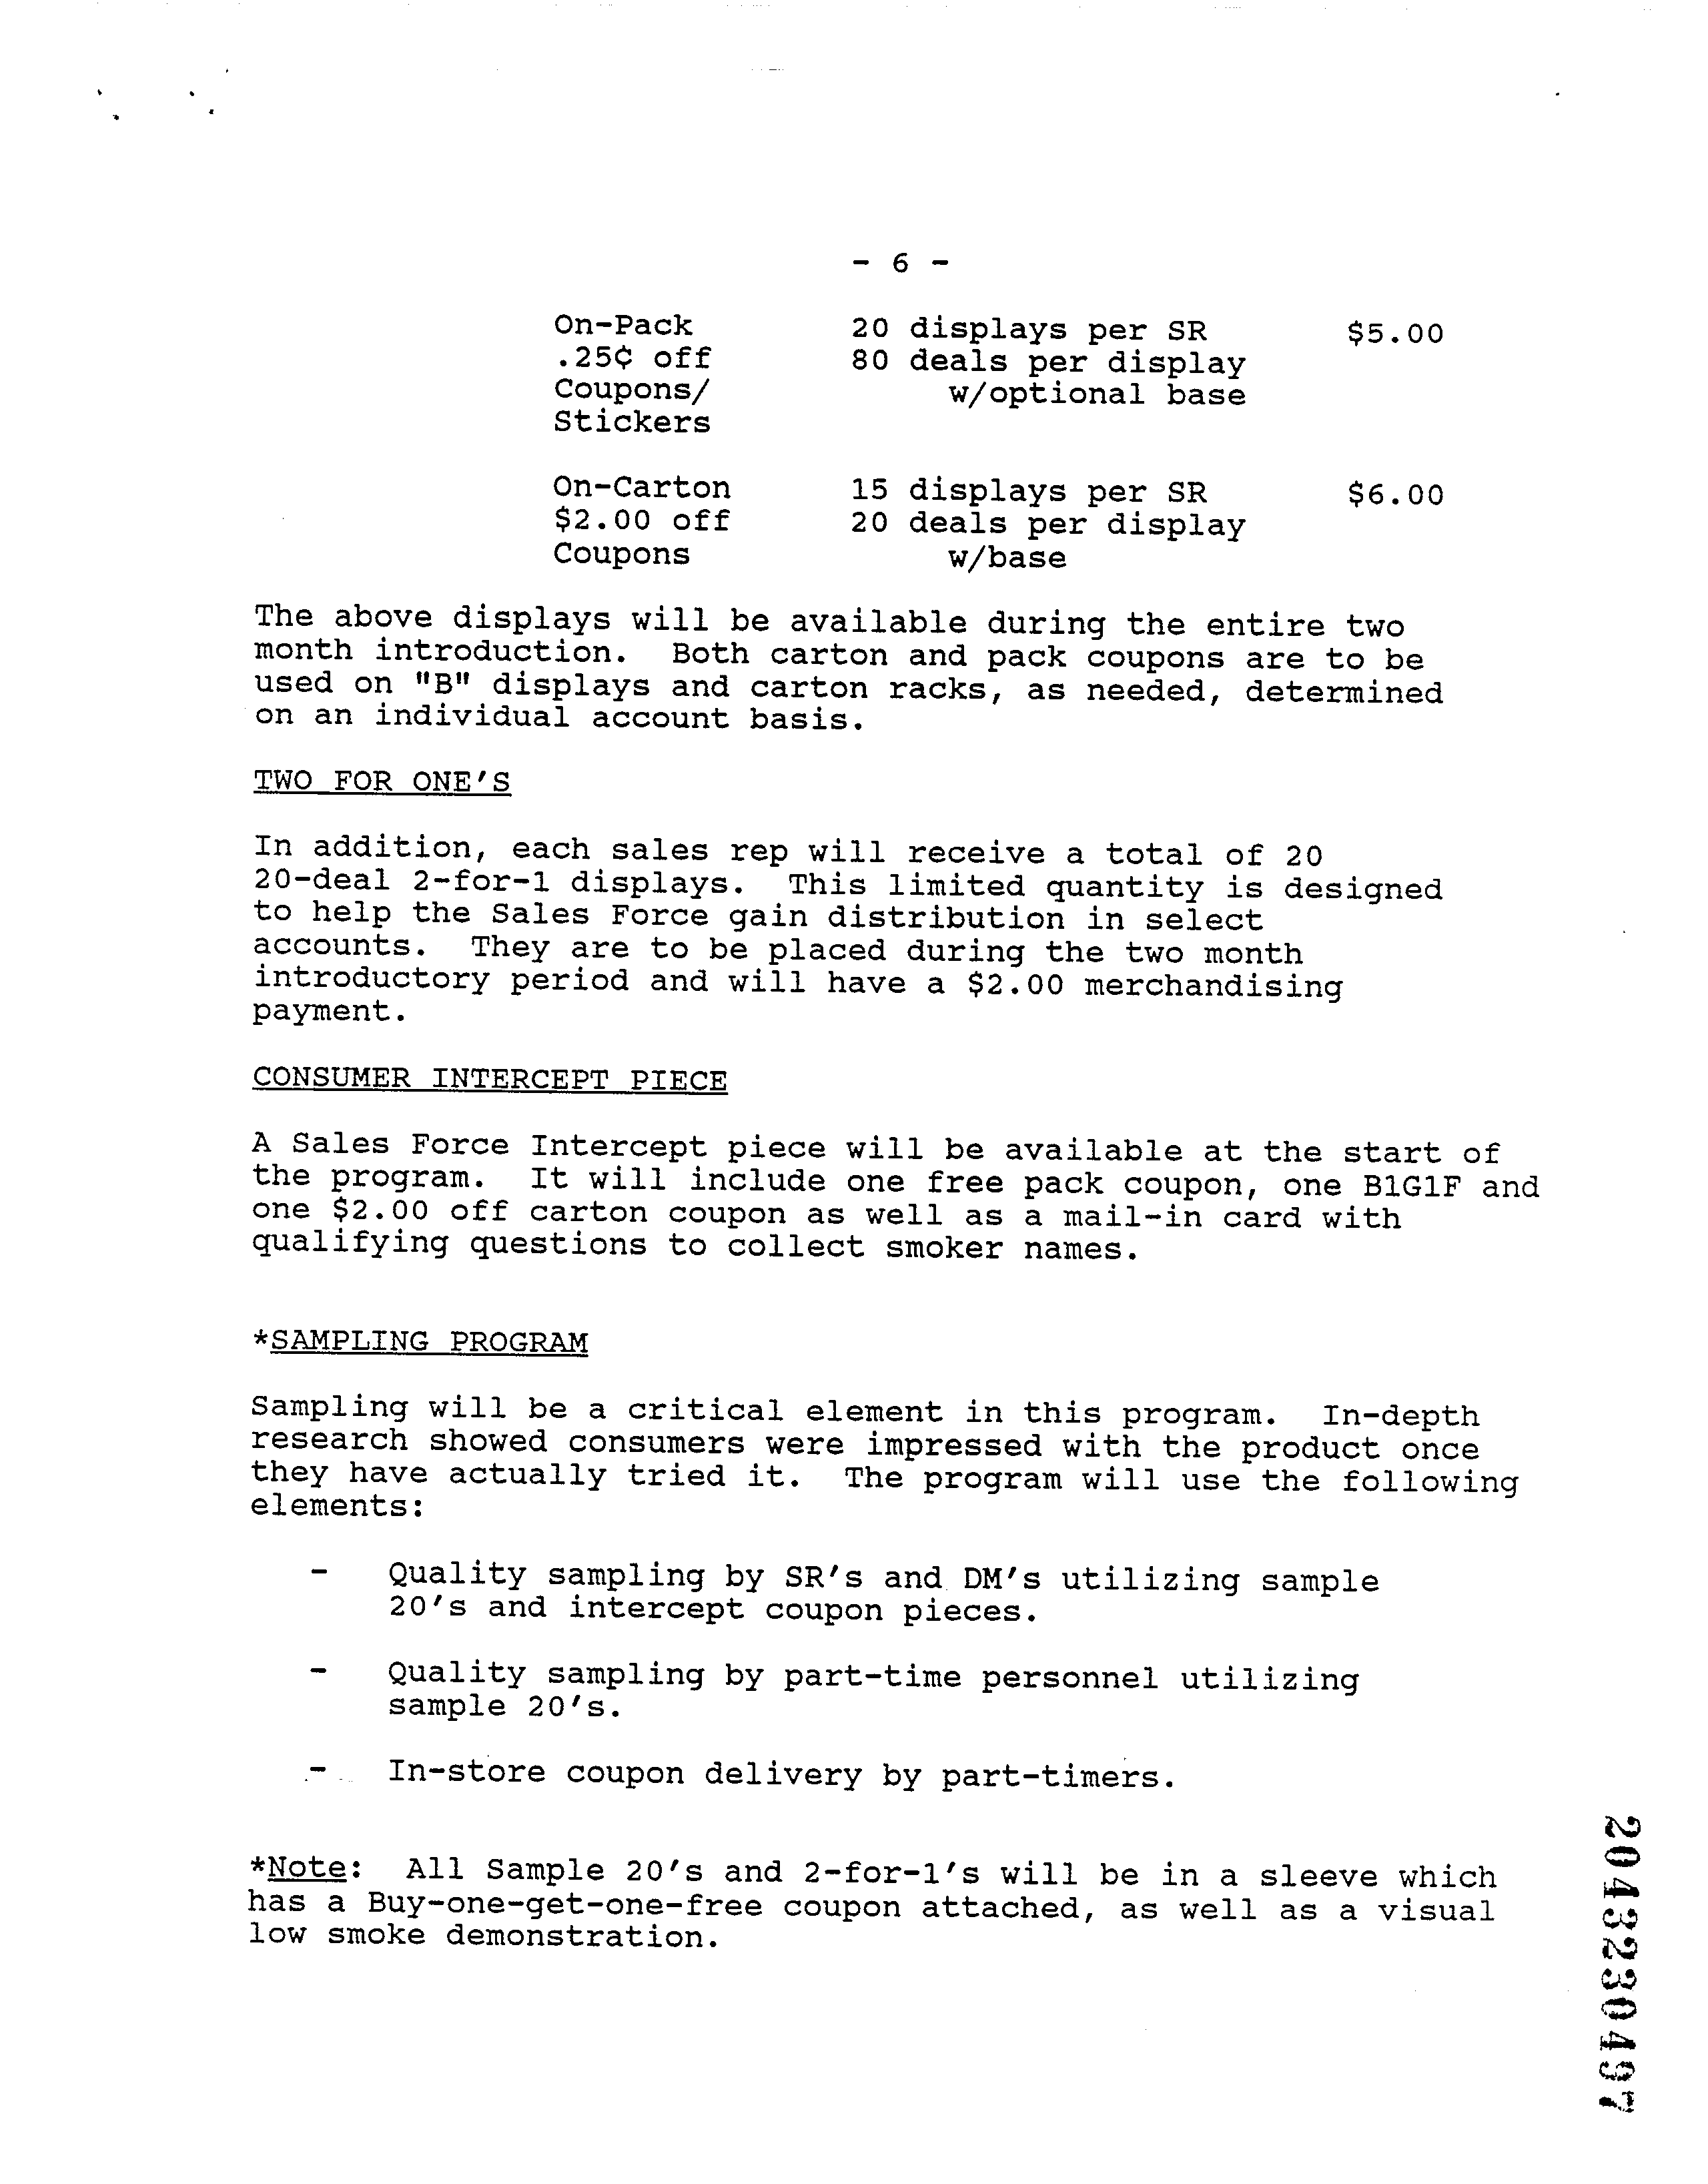 - 6 -
On-Pack 20 displays per SR $5.00
.25¢ off 80 deals per display
Coupons/ w/optional base
Stickers
On-Carton 15 displays per SR $6.00
$2.00 off 20 deals per display
Coupons w/base
The above displays will be available during the entire two
month introduction. Both carton and pack coupons are to be
used on "B" displays and carton racks, as needed, determined
on an individual account basis.
TWO FOR ONE'S
In addition, each sales rep will receive a total of 20
20-deal 2-for-1 displays. This limited quantity is designed
to help the Sales Force gain distribution in select
accounts. They are to be placed during the two month
introductory period and will have a $2.00 merchandising
payment.
CONSUMER INTERCEPT PIECE
A Sales Force Intercept piece will be available at the start of
the program. It will include one free pack coupon, one B1G1F and
one $2.00 off carton coupon as well as a mail-in card with
qualifying questions to collect smoker names.
*SAMPLING PROGRAM
Sampling will be a critical element in this program. In-depth
research showed consumers were impressed with the product once
they have actually tried it. The program will use the following
elements:
- Quality sampling by SR's and DM's utilizing sample
20's and intercept coupon pieces.
- Quality sampling by part-time personnel utilizing
sample 20's.
- In-store coupon delivery by part-timers.
*Note: All Sample 20's and 2-for-1's will be in a sleeve which
has a Buy-one-get-one-free coupon attached, as well as a visual
low smoke demonstration.
2043230497